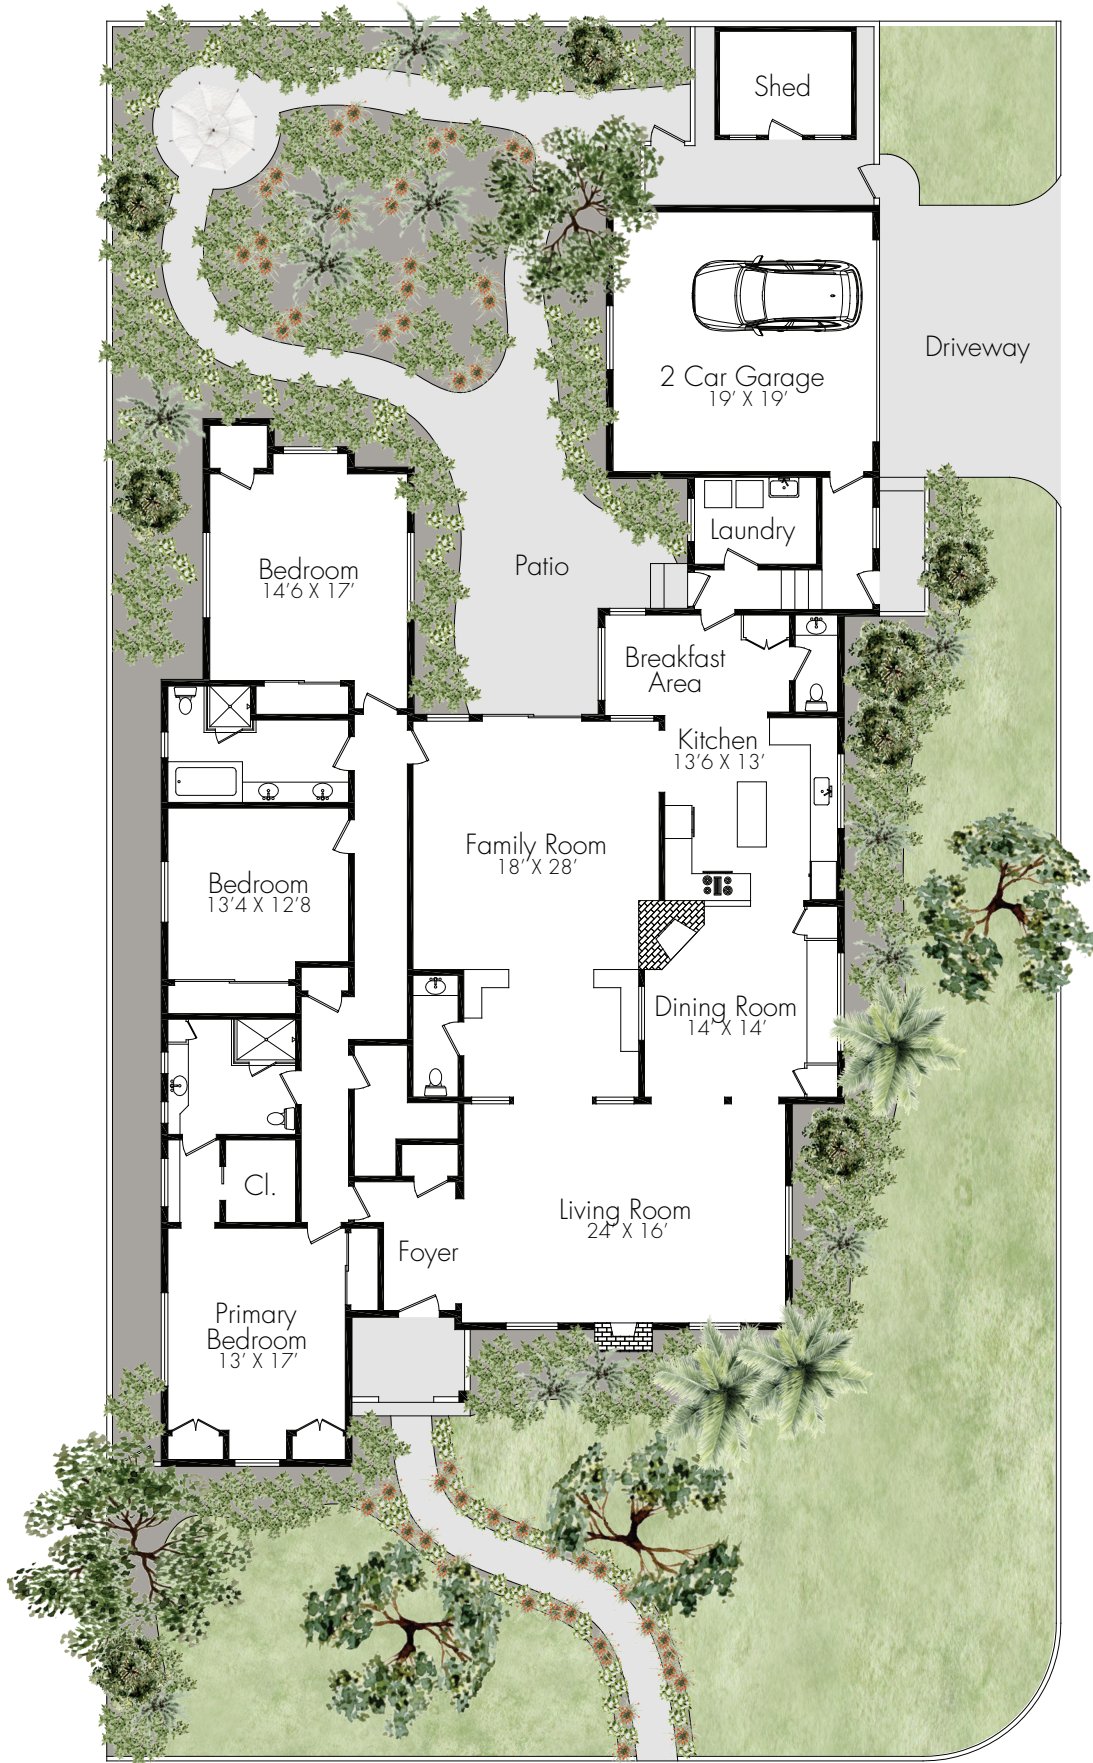 Shed
2 Car Garage
19' X 19'
Driveway
Laundry
Patio
Bedroom
14'6 X 17'
Breakfast
Area
Kitchen
13'6 X 13'
Family Room
18' X 28'
Bedroom
13'4 X 12'8
Dining Room
14' X 14'
Cl.
Living Room
24' X 16'
Foyer
Primary
Bedroom
13' X 17'